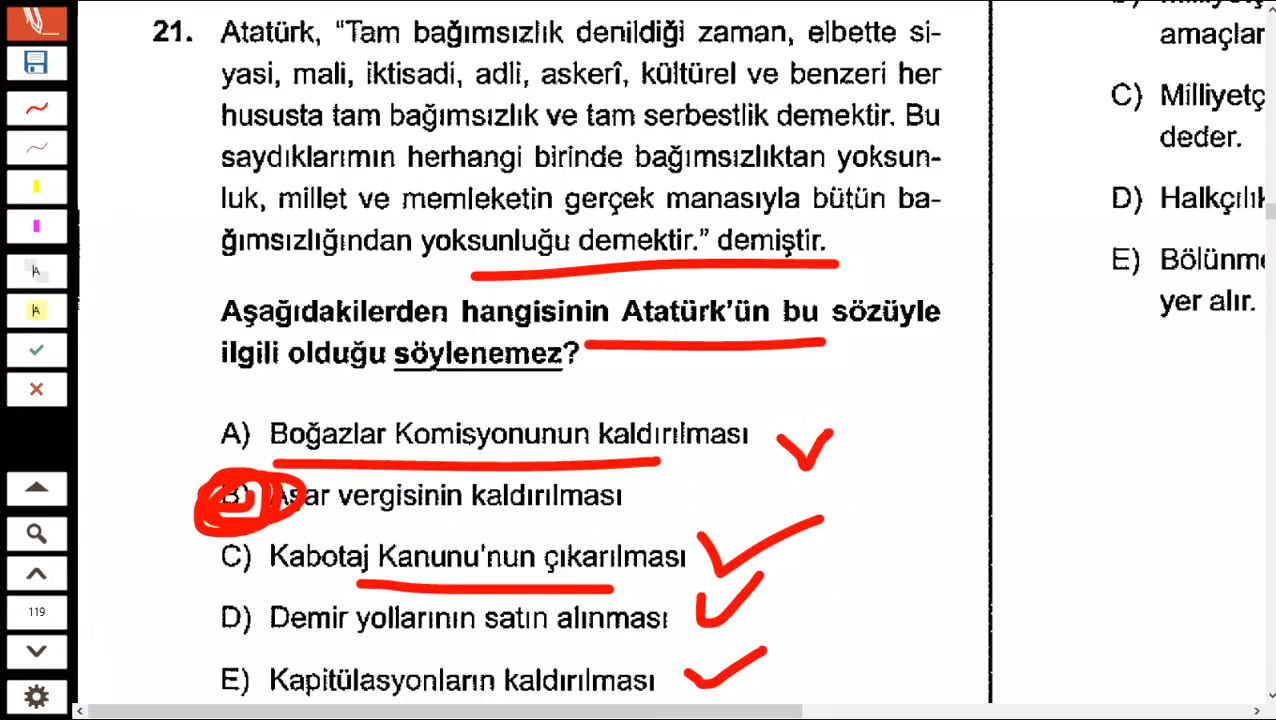 21. Atatürk, “Tam bağımsızlık denildiği zaman, elbette si-
yasi, mali, iktisadi, adli, askerî, kültürel ve benzeri her
hususta tam bağımsızlık ve tam serbestlik demektir. Bu
saydıklarımın herhangi birinde bağımsızlıktan yoksun-
luk, millet ve memleketin gerçek manasıyla bütün ba-
ğımsızlığından yoksunluğu demektir.” demiştir.
Aşağıdakilerden hangisinin Atatürk’ün bu sözüyle
ilgili olduğu söylenemez?
A) Boğazlar Komisyonunun kaldırılması
B) Aşar vergisinin kaldırılması
C) Kabotaj Kanunu'nun çıkarılması
D) Demir yollarının satın alınması
E) Kapitülasyonların kaldırılması
amaçlar
C) Milliyetç
deder.
D) Halkçılık
E) Bölünme
yer alır.
A
A
119